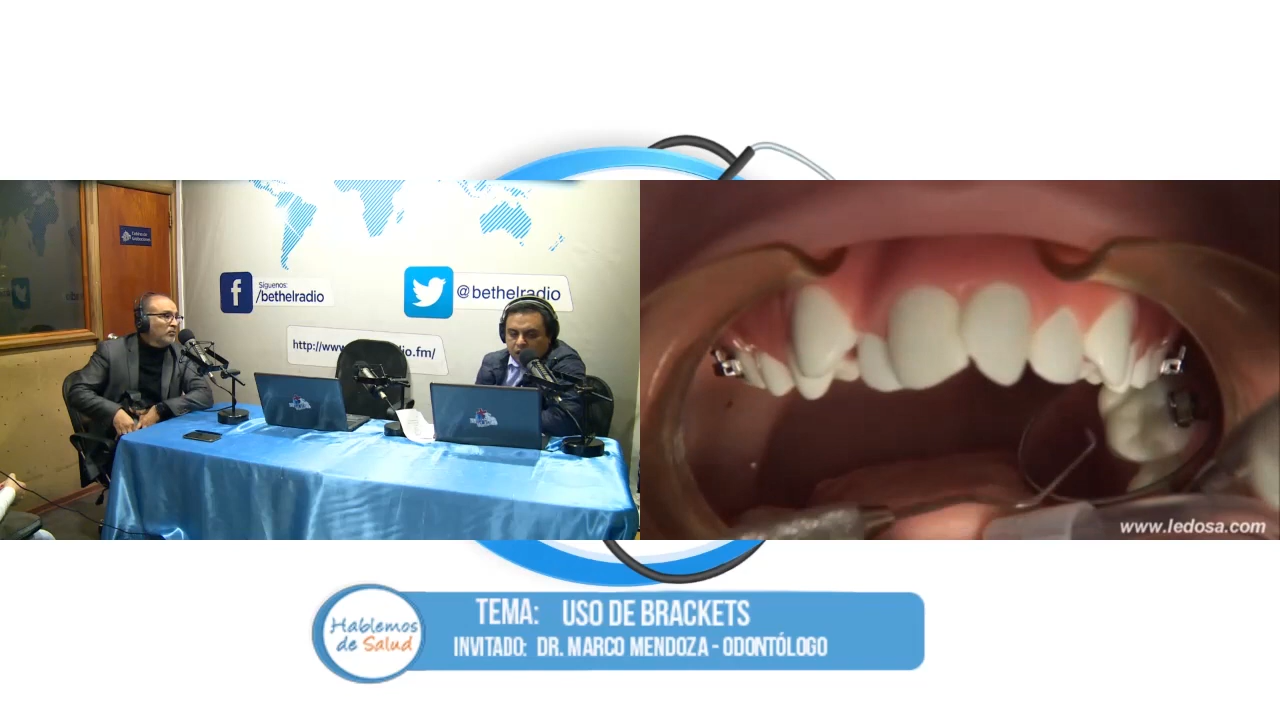 Síguenos:
/bethelradio
@bethelradio
http://www. io.fm/
www.ledosa.com
TEMA: USO DE BRACKETS
Hablemos
de Salud
INVITADO: DR. MARCO MENDOZA - ODONTÓLOGO